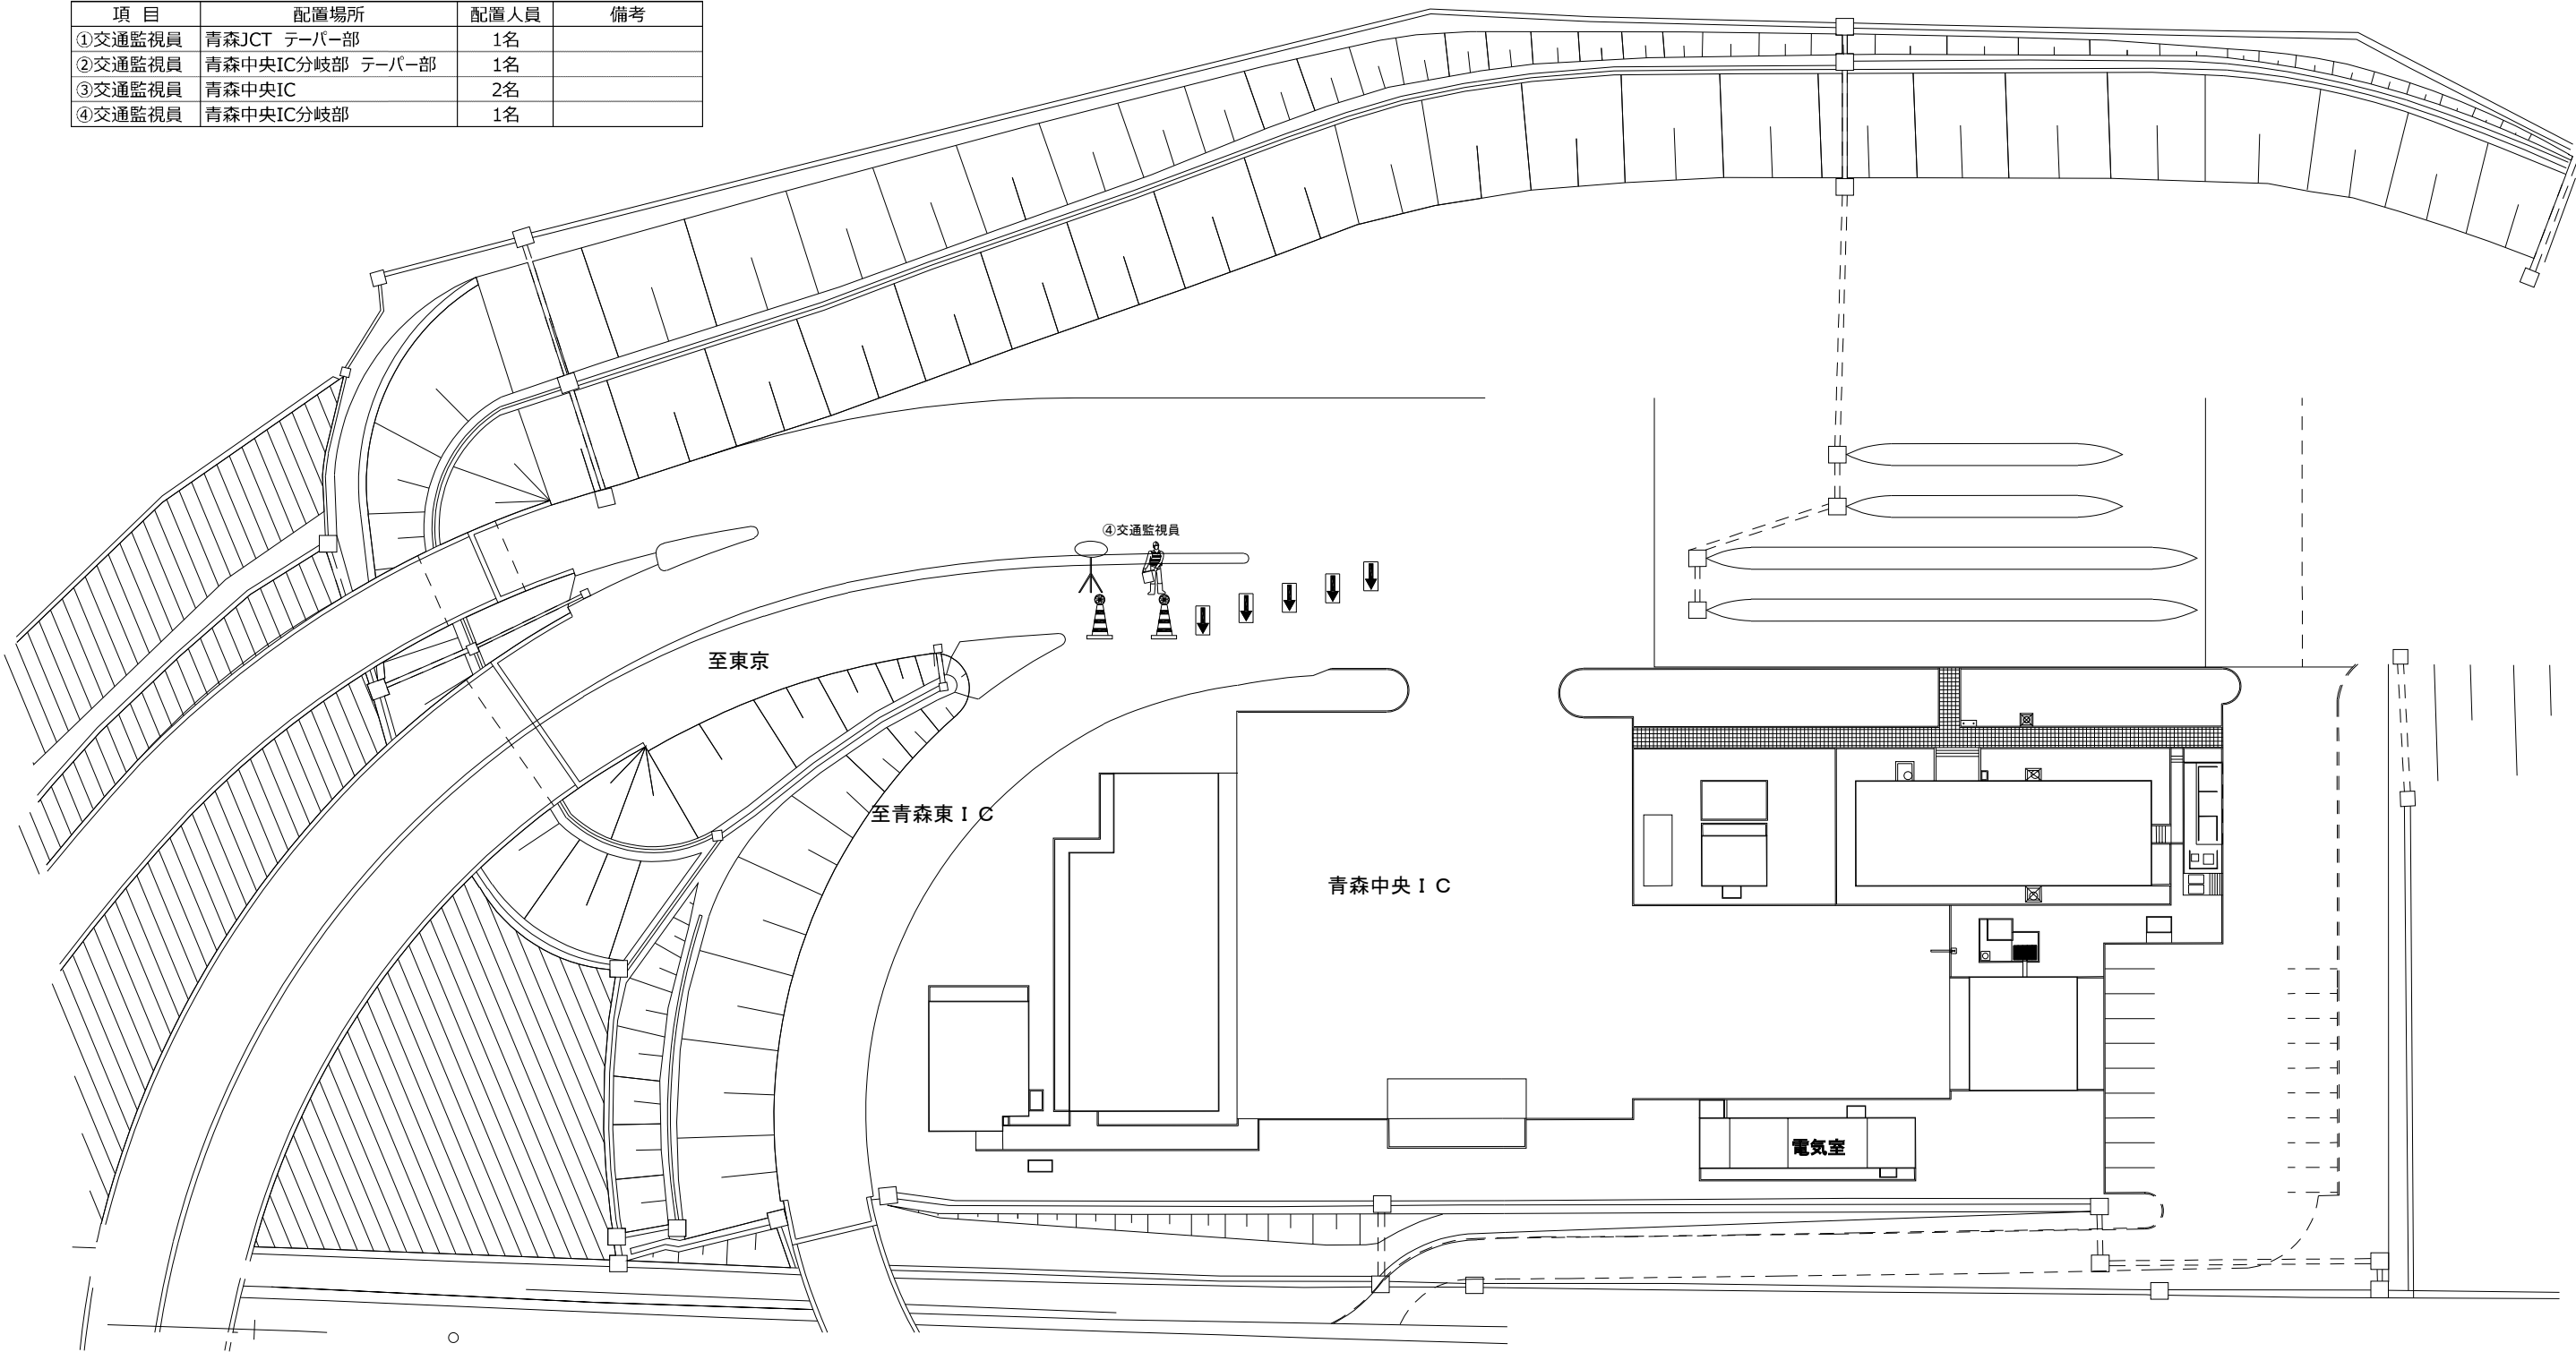 項 目 配置場所 配置人員 備考
①交通監視員 青森JCT テーパー部 1名
②交通監視員 青森中央IC分岐部 テーパー部 1名
③交通監視員 青森中央IC 2名
④交通監視員 青森中央IC分岐部 1名
④交通監視員
至東京
至青森東ＩＣ
青森中央ＩＣ
電気室